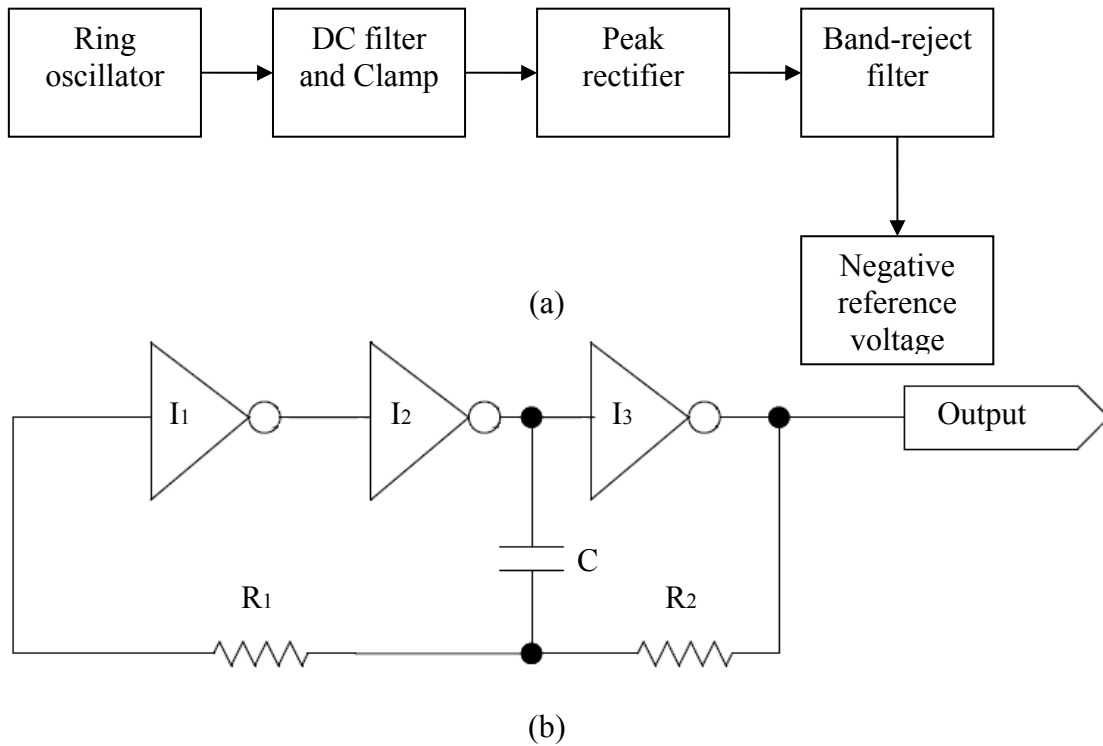 Ring
oscillator
DC filter
and Clamp
Peak
rectifier
Band-reject
filter
Negative
reference
voltage
(a)
I1
I2
I3
Output
C
R1
R2
(b)